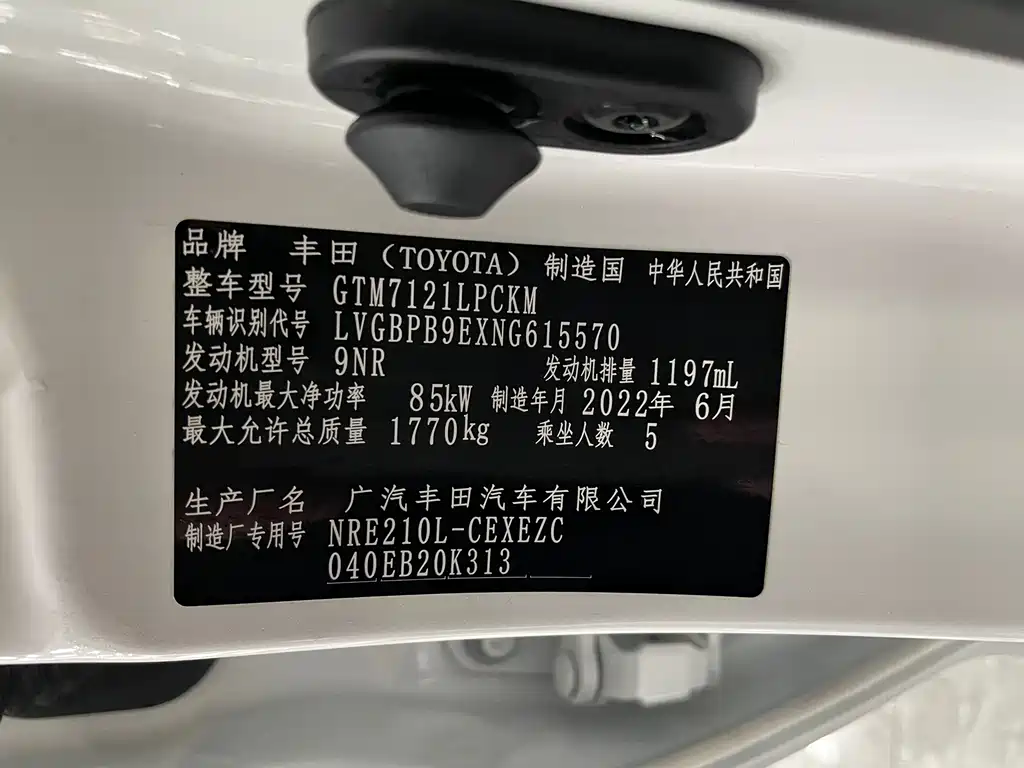 品牌 丰田（TOYOTA） 制造国 中华人民共和国
整车型号 GTM7121LPCKM
车辆识别代号 LVGBPB9EXNG615570
发动机型号 9NR 发动机排量 1197mL
发动机最大净功率 85kW 制造年月 2022年 6月
最大允许总质量 1770kg 乘坐人数 5
生产厂名 广汽丰田汽车有限公司
制造厂专用号 NRE210L-CEXEZC
040EB20K313